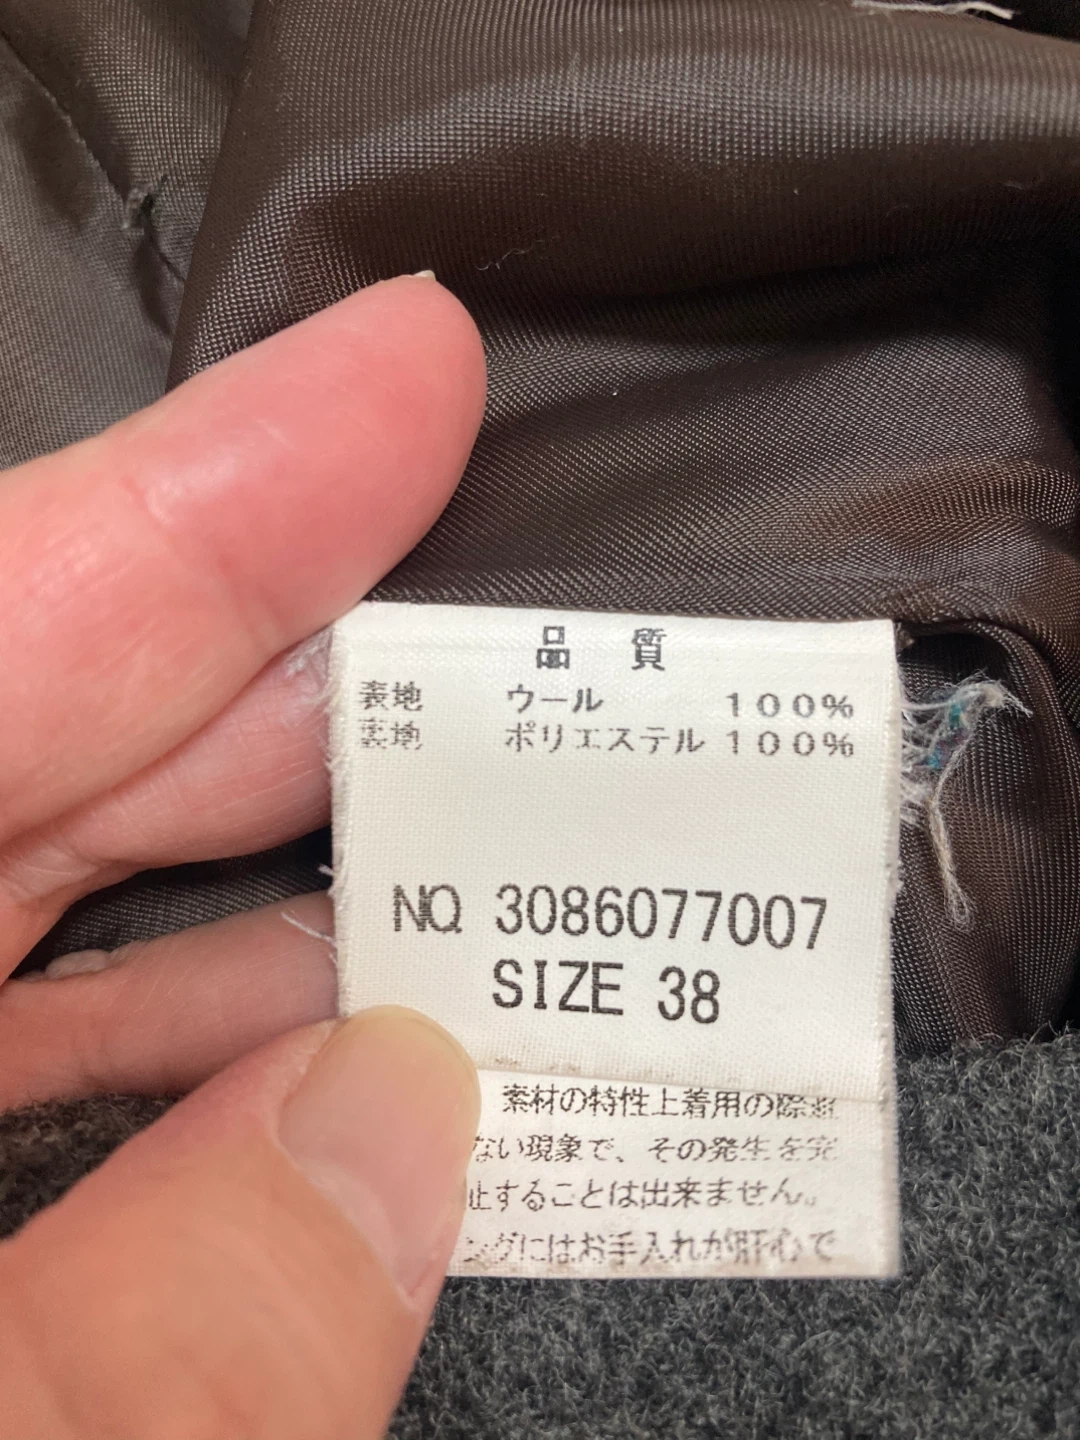 品 質
表地 ウール 100%
裏地 ポリエステル 100%
NO 3086077007
SIZE 38
素材の特性上着用の際避
ない現象で、その発生を完
止することは出来ません。
ングにはお手入れが肝心で